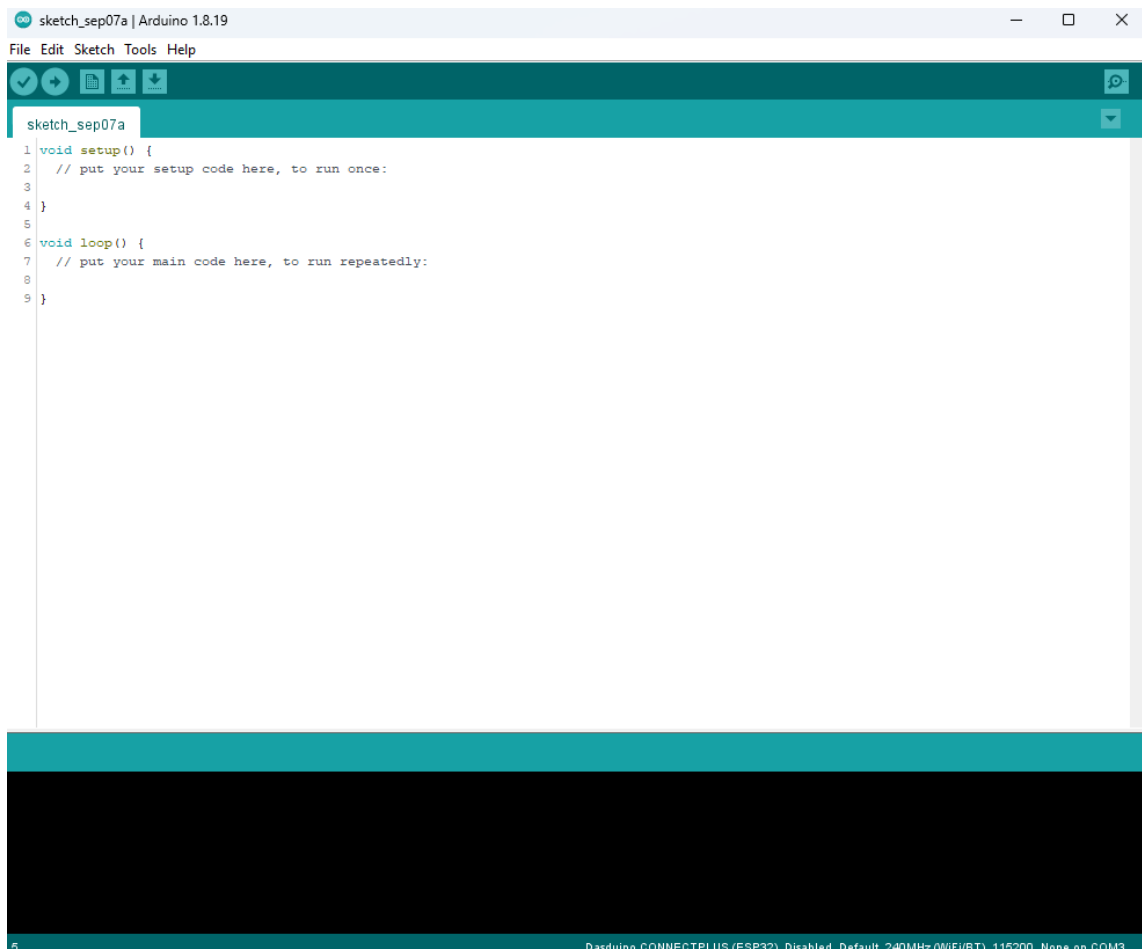 sketch_sep07a | Arduino 1.8.19
File Edit Sketch Tools Help
sketch_sep07a
1 void setup() {
2 // put your setup code here, to run once:
3
4 }
5
6 void loop() {
7 // put your main code here, to run repeatedly:
8
9 }
5 Dasduino CONNECTPLUS (ESP32), Disabled, Default, 240MHz (WiFi/BT), 115200, None on COM3